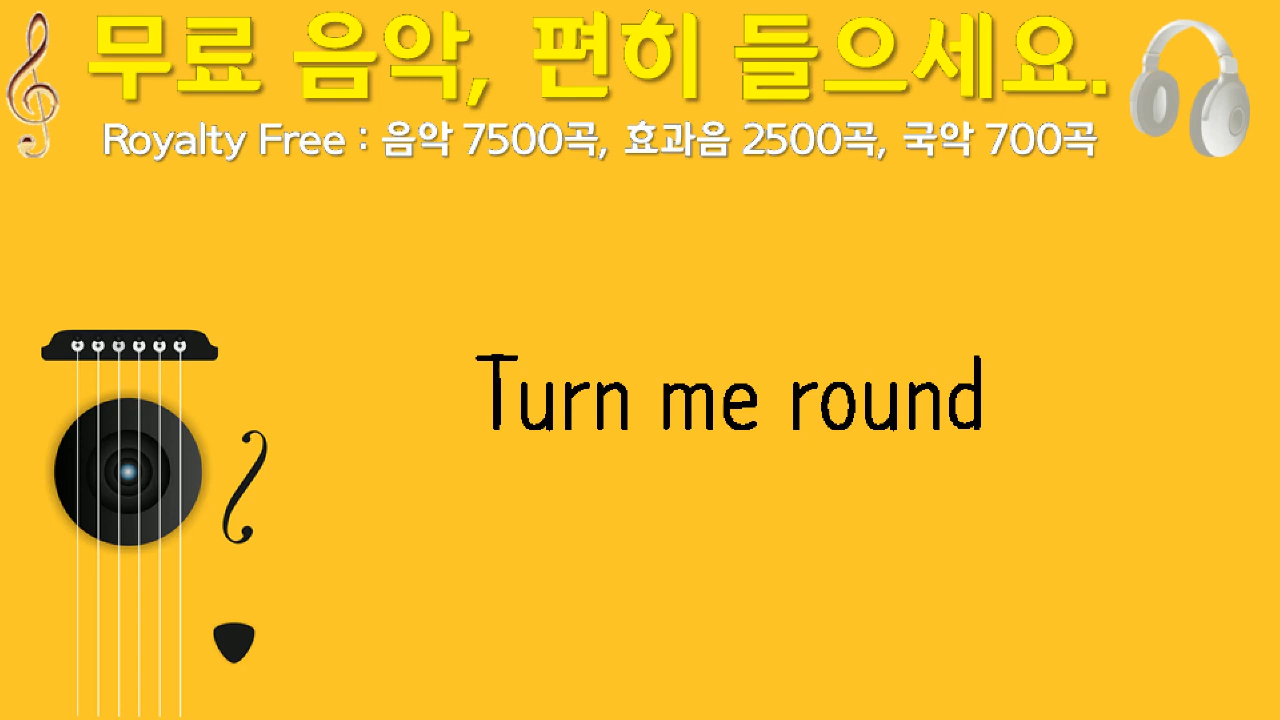 무료 음악, 편히 들으세요.
Royalty Free : 음악 7500곡, 효과음 2500곡, 국악 700곡
Turn me round